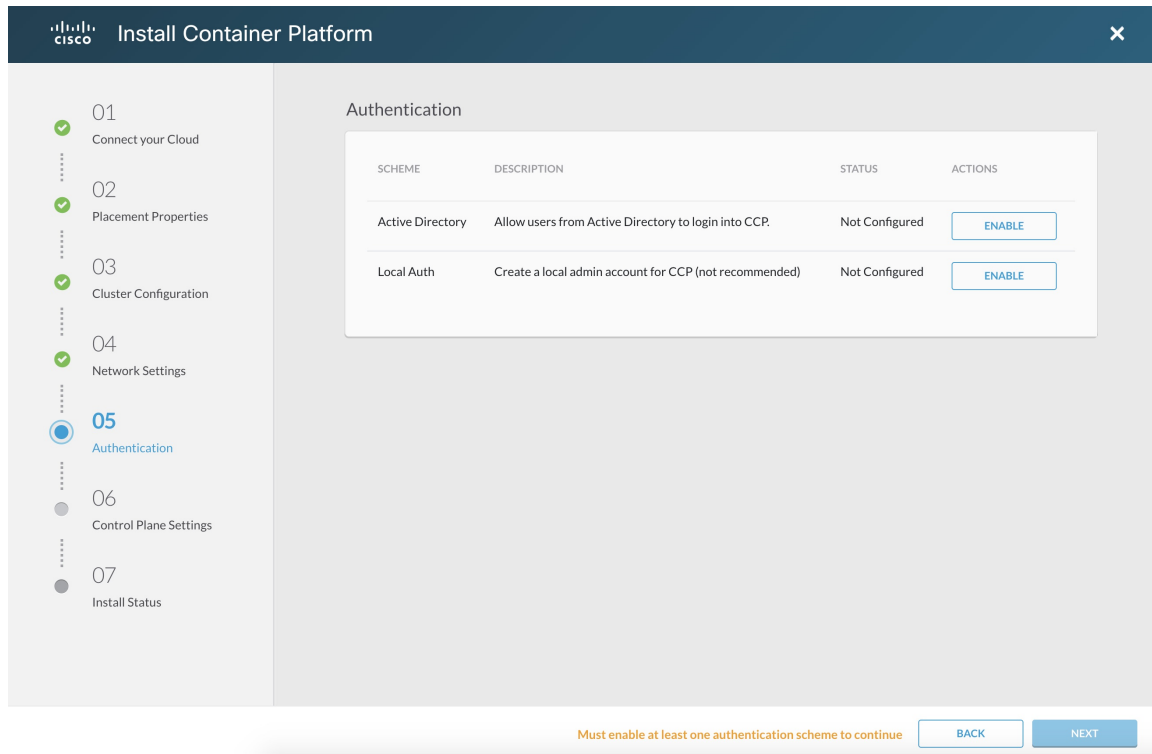 CISCO Install Container Platform
01
Connect your Cloud
02
Placement Properties
03
Cluster Configuration
04
Network Settings
05
Authentication
06
Control Plane Settings
07
Install Status
Authentication
SCHEME DESCRIPTION STATUS ACTIONS
Active Directory Allow users from Active Directory to login into CCP. Not Configured ENABLE
Local Auth Create a local admin account for CCP (not recommended) Not Configured ENABLE
Must enable at least one authentication scheme to continue BACK NEXT